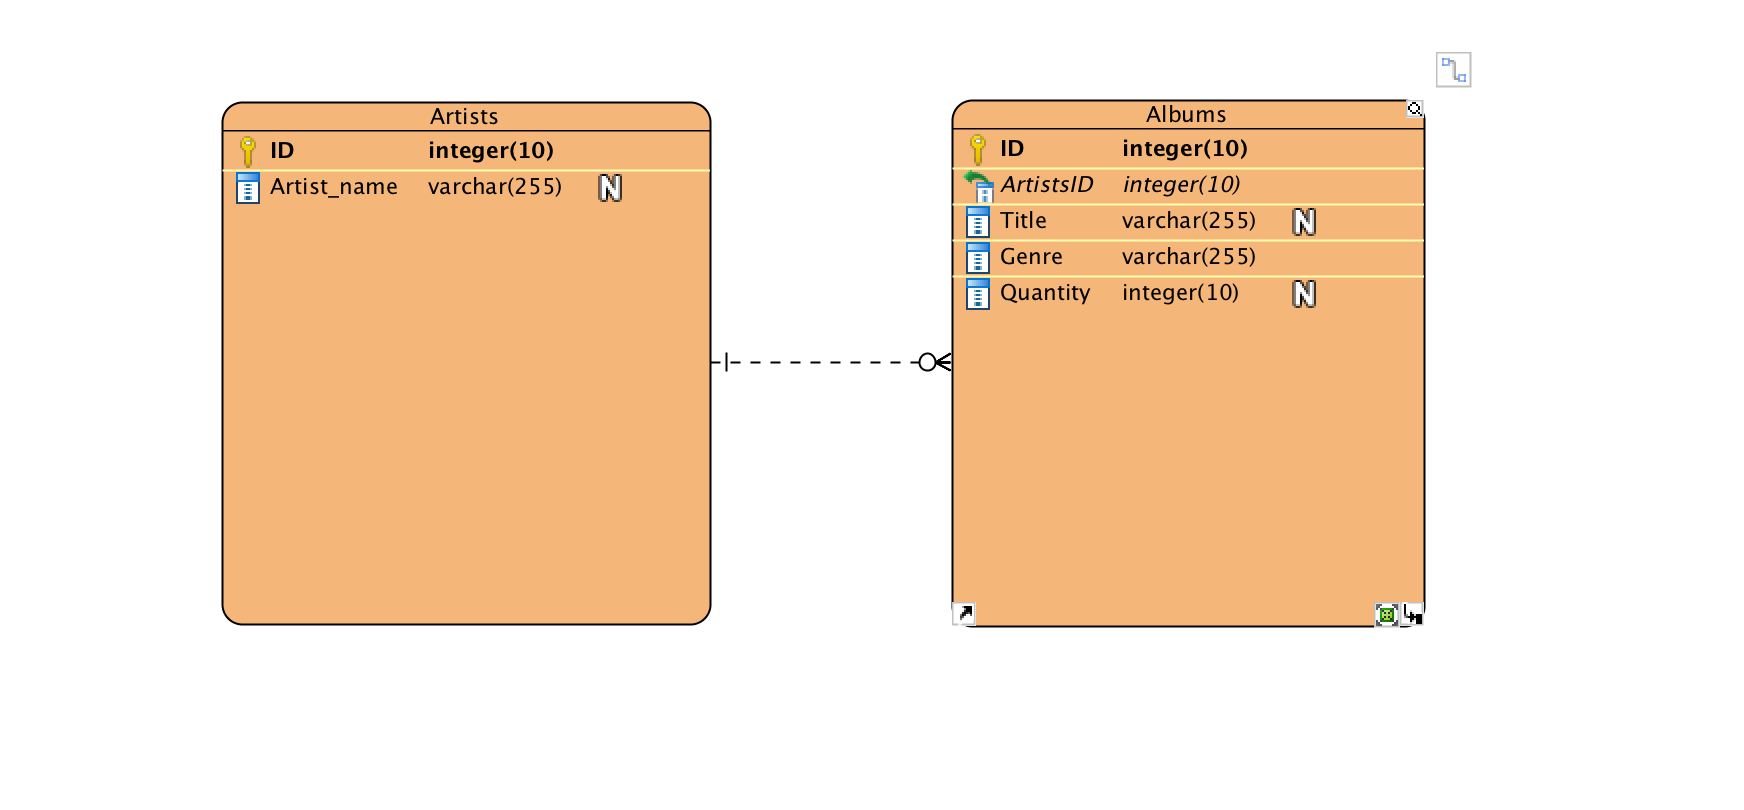 Artists
ID integer(10)
Artist_name varchar(255) N
Albums
ID integer(10)
ArtistsID integer(10)
Title varchar(255) N
Genre varchar(255)
Quantity integer(10) N